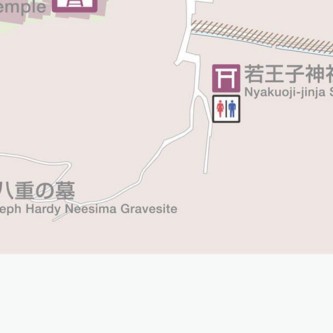 emple
若王子神社
Nyakuoji-jinja S
八重の墓
eph Hardy Neesima Gravesite